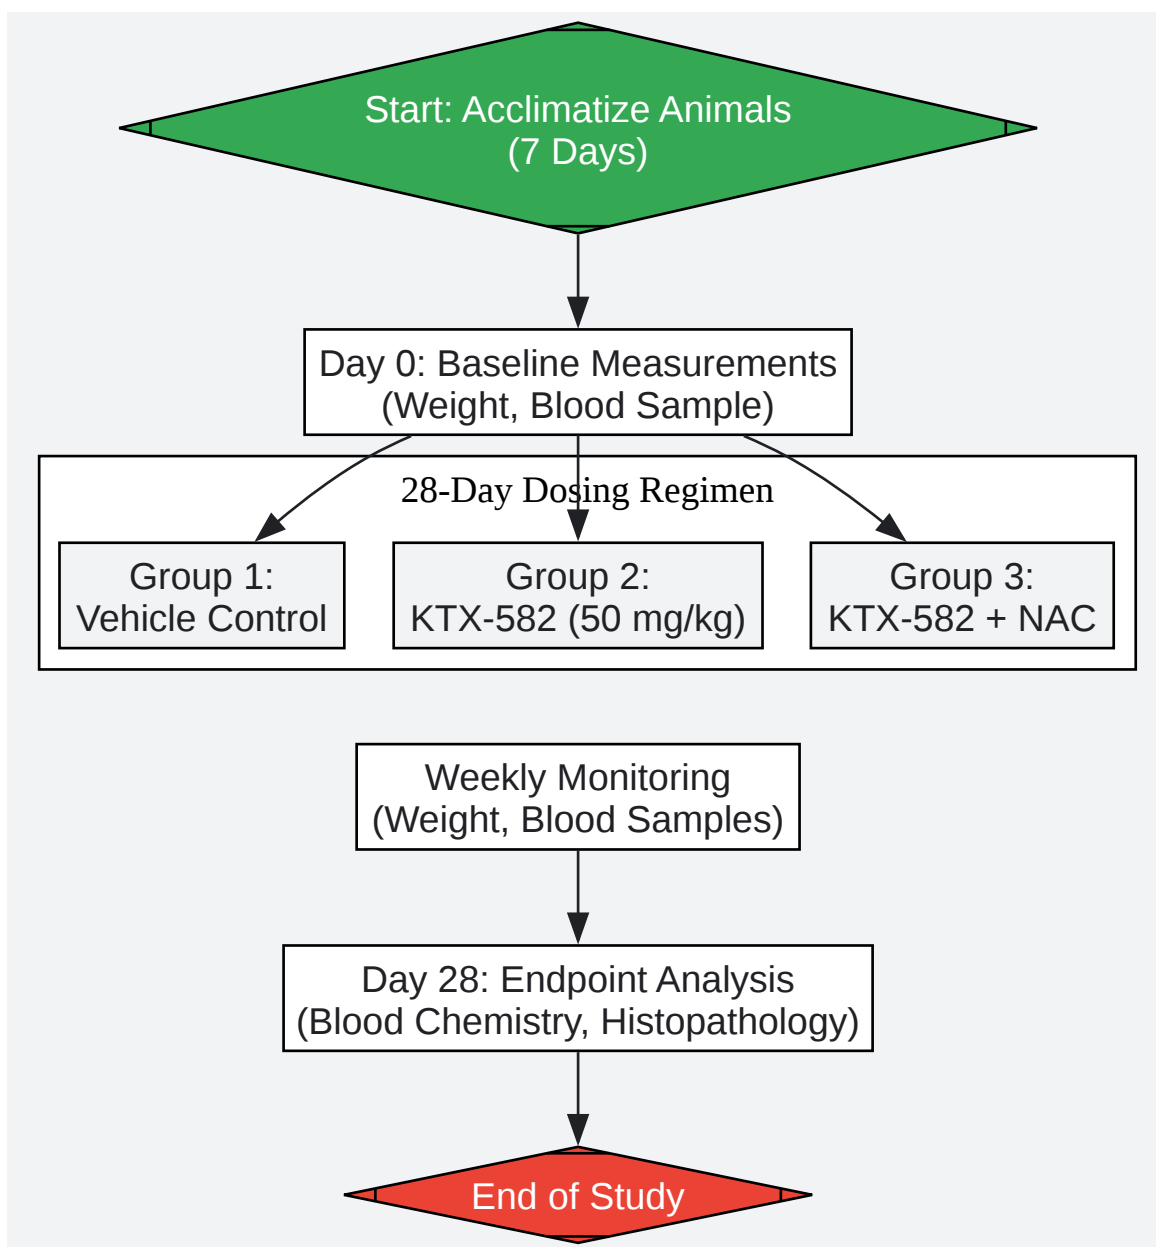 Start: Acclimatize Animals
(7 Days)
Day 0: Baseline Measurements
(Weight, Blood Sample)
28-Day Dosing Regimen
Group 1:
Vehicle Control
Group 2:
KTX-582 (50 mg/kg)
Group 3:
KTX-582 + NAC
Weekly Monitoring
(Weight, Blood Samples)
Day 28: Endpoint Analysis
(Blood Chemistry, Histopathology)
End of Study